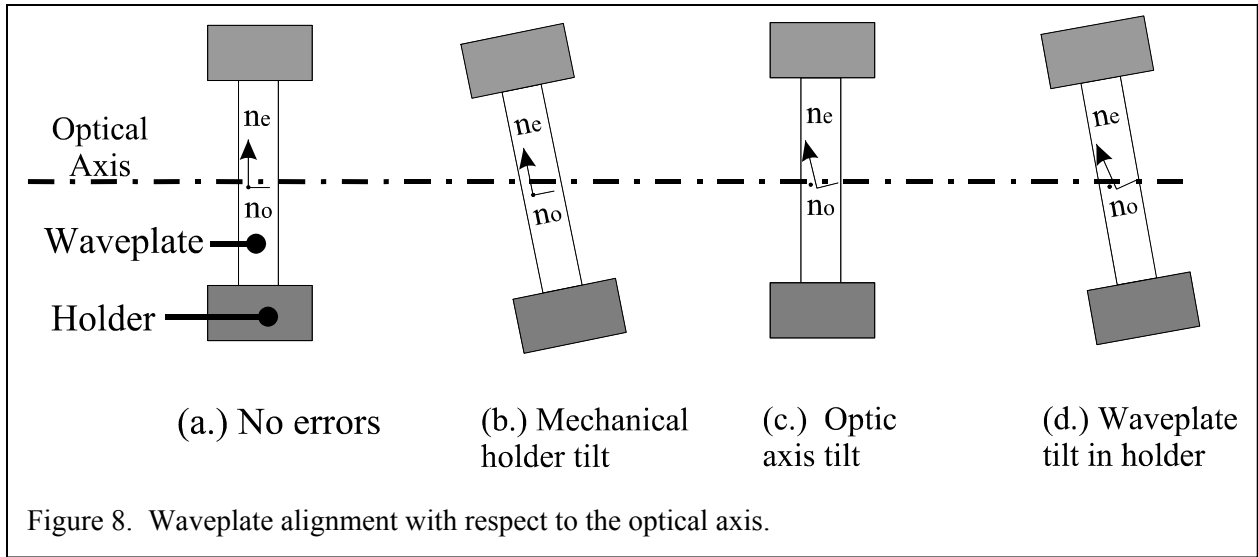 Optical
Axis
Waveplate
Holder
ne
no
ne
no
ne
no
ne
no
(a.) No errors
(b.) Mechanical
holder tilt
(c.) Optic
axis tilt
(d.) Waveplate
tilt in holder
Figure 8. Waveplate alignment with respect to the optical axis.